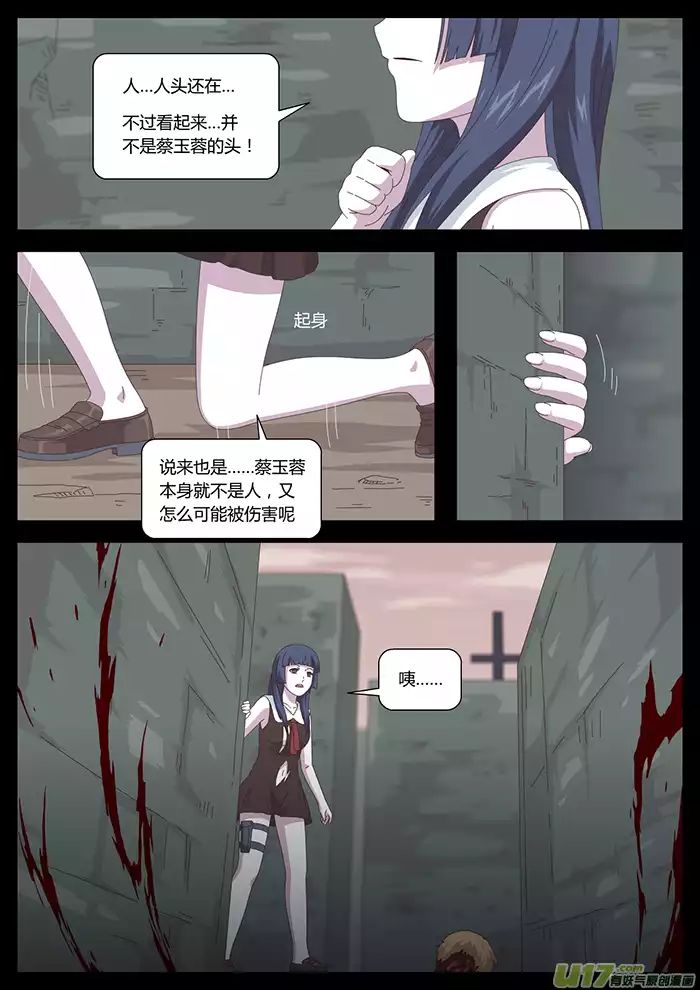 人…人头还在…
不过看起来…并
不是蔡玉蓉的头！
起身
说来也是……蔡玉蓉
本身就不是人，又
怎么可能被伤害呢
咦……
U17.com
有妖气原创漫画